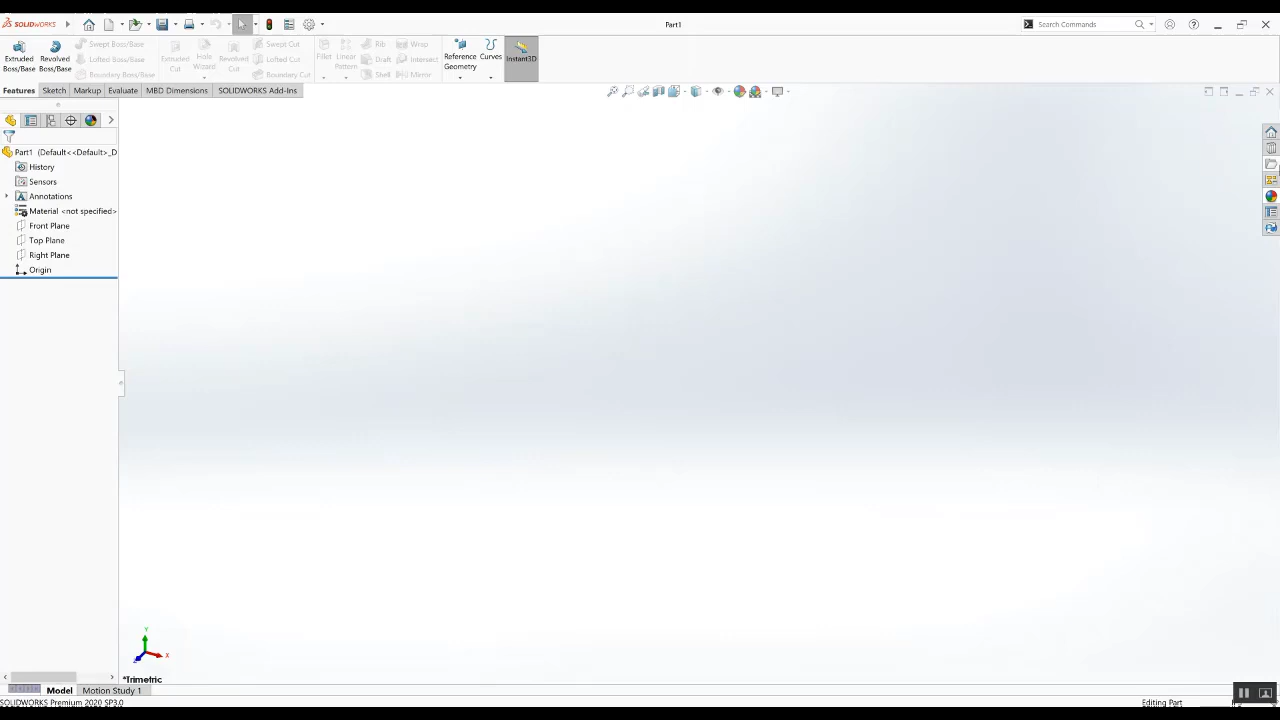 SOLIDWORKS
Part1
Search Commands
Extruded Boss/Base
Revolved Boss/Base
Swept Boss/Base
Lofted Boss/Base
Boundary Boss/Base
Extruded Cut
Hole Wizard
Revolved Cut
Swept Cut
Lofted Cut
Boundary Cut
Fillet
Linear Pattern
Rib
Draft
Shell
Wrap
Intersect
Mirror
Reference Geometry
Curves
Instant3D
Features Sketch Markup Evaluate MBD Dimensions SOLIDWORKS Add-Ins
Part1 (Default<<Default>_D
History
Sensors
Annotations
Material <not specified>
Front Plane
Top Plane
Right Plane
Origin
Y
X
Z
*Trimetric
Model Motion Study 1
SOLIDWORKS Premium 2020 SP3.0
Editing Part